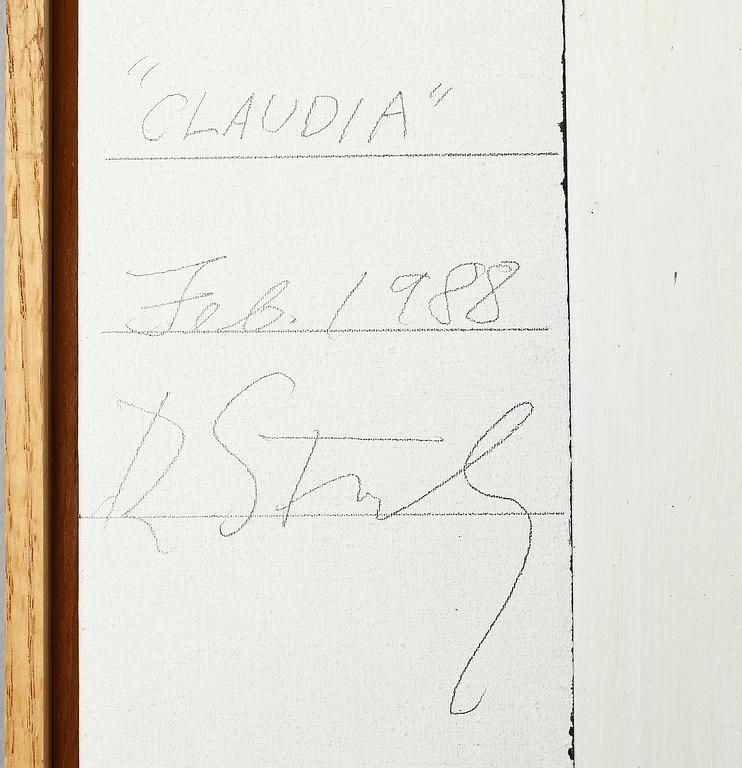 "CLAUDIA"
Feb. 1988
R